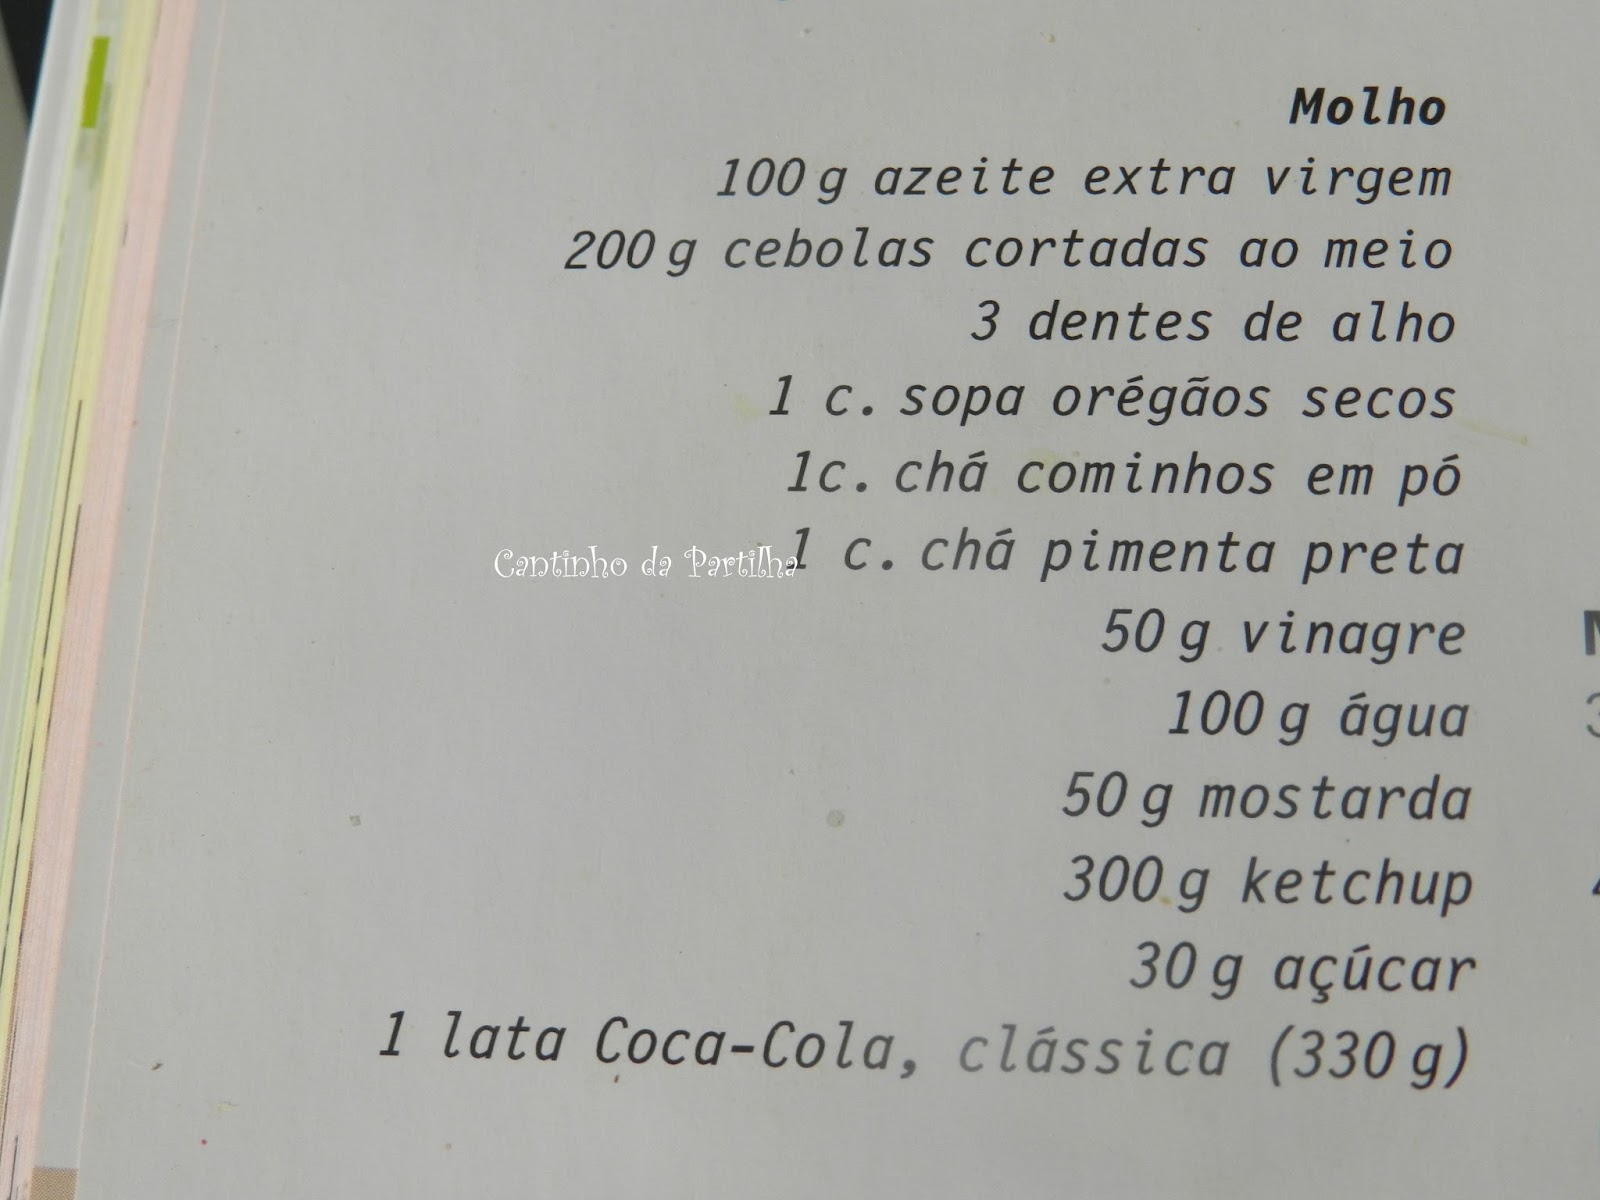 Molho
100 g azeite extra virgem
200 g cebolas cortadas ao meio
3 dentes de alho
1 c. sopa orégãos secos
1c. chá cominhos em pó
1 c. chá pimenta preta
Cantinho da Partilha
50 g vinagre
100 g água
50 g mostarda
300 g ketchup
30 g açúcar
1 lata Coca-Cola, clássica (330 g)